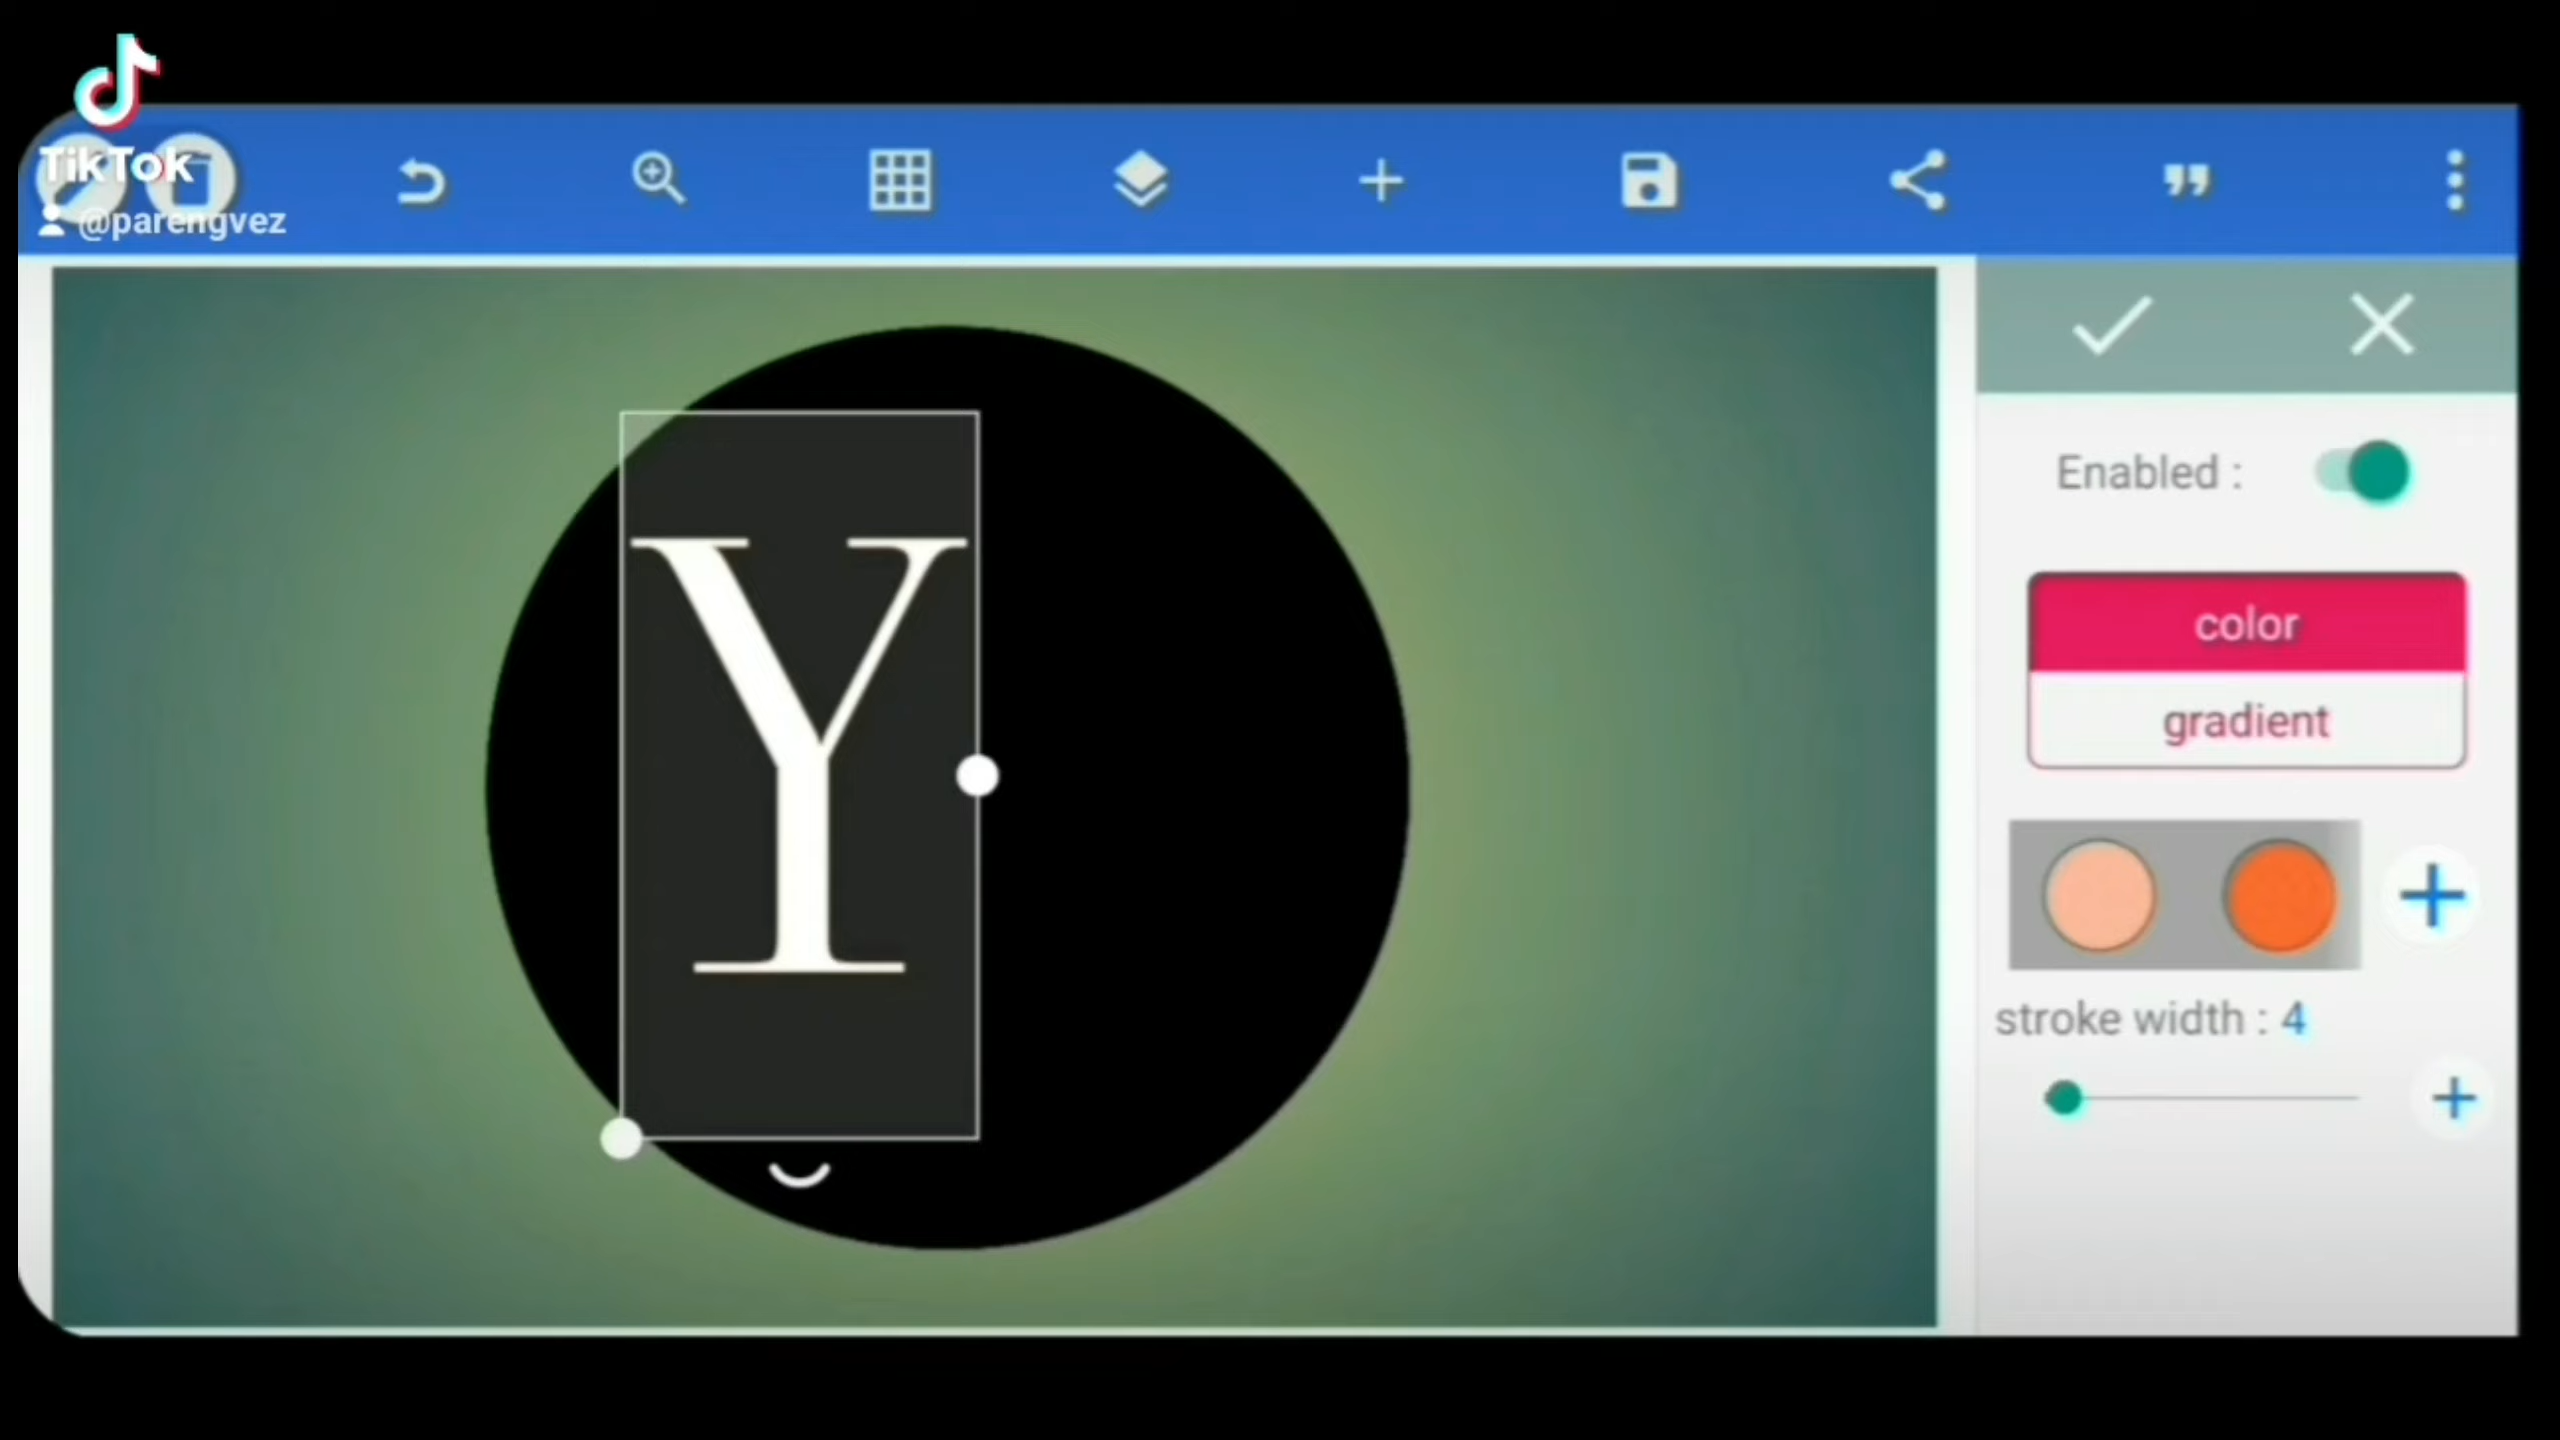 TikTok
@parengvez
Enabled :
color
gradient
stroke width : 4
Y